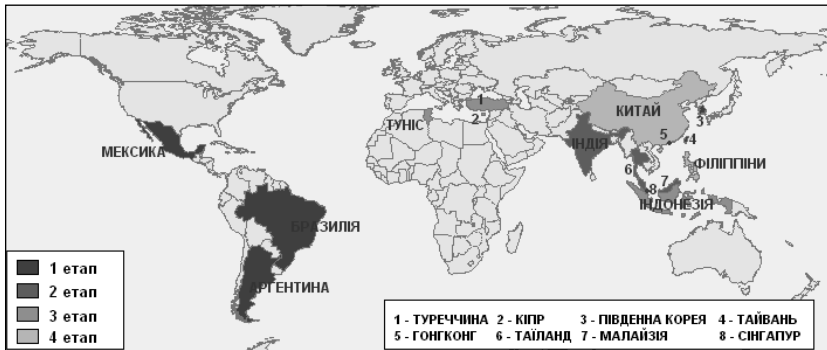 1
КИТАЙ
ТУНІС
2
3
5
4
МЕКСИКА
ІНДІЯ
6
ФІЛІППІНИ
7
8
ІНДОНЕЗІЯ
БРАЗИЛІЯ
АРГЕНТИНА
1 етап
2 етап
3 етап
4 етап
1 - ТУРЕЧЧИНА 2 - КІПР 3 - ПІВДЕННА КОРЕЯ 4 - ТАЙВАНЬ
5 - ГОНГКОНГ 6 - ТАЇЛАНД 7 - МАЛАЙЗІЯ 8 - СІНГАПУР